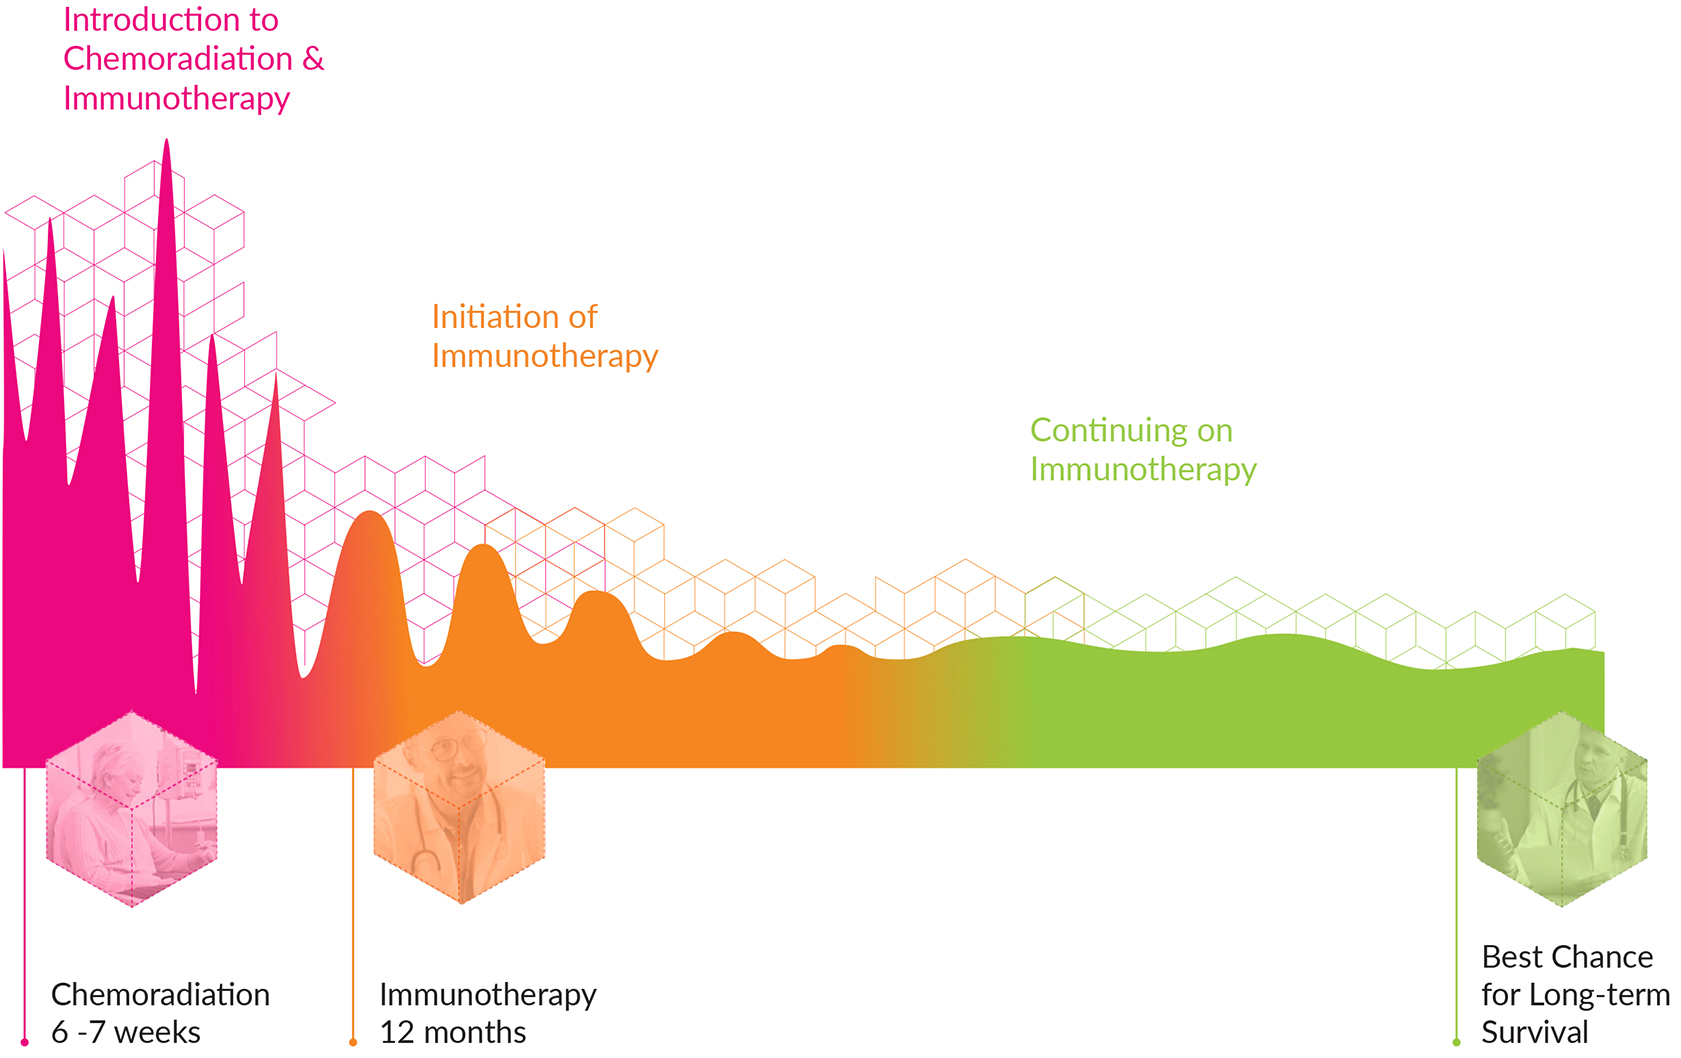 Introduction to
Chemoradiation &
Immunotherapy
Initiation of
Immunotherapy
Continuing on
Immunotherapy
Chemoradiation
6 -7 weeks
Immunotherapy
12 months
Best Chance
for Long-term
Survival